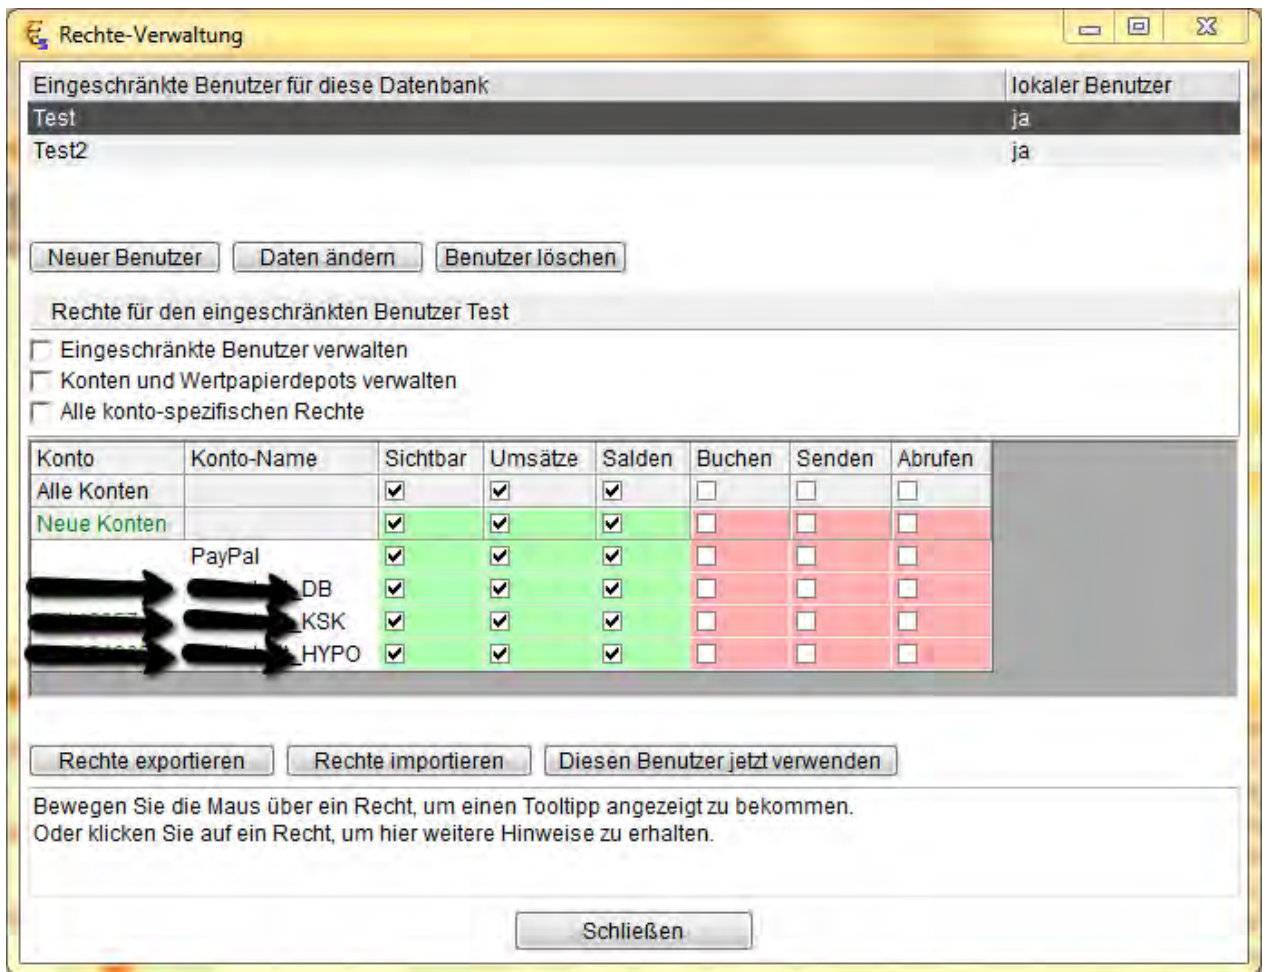 Rechte-Verwaltung
Eingeschränkte Benutzer für diese Datenbank lokaler Benutzer
Test ja
Test2 ja
Neuer Benutzer Daten ändern Benutzer löschen
Rechte für den eingeschränkten Benutzer Test
Eingeschränkte Benutzer verwalten
Konten und Wertpapierdepots verwalten
Alle konto-spezifischen Rechte
Konto Konto-Name Sichtbar Umsätze Salden Buchen Senden Abrufen
Alle Konten
Neue Konten
PayPal
_DB
_KSK
_HYPO
Rechte exportieren Rechte importieren Diesen Benutzer jetzt verwenden
Bewegen Sie die Maus über ein Recht, um einen Tooltipp angezeigt zu bekommen.
Oder klicken Sie auf ein Recht, um hier weitere Hinweise zu erhalten.
Schließen